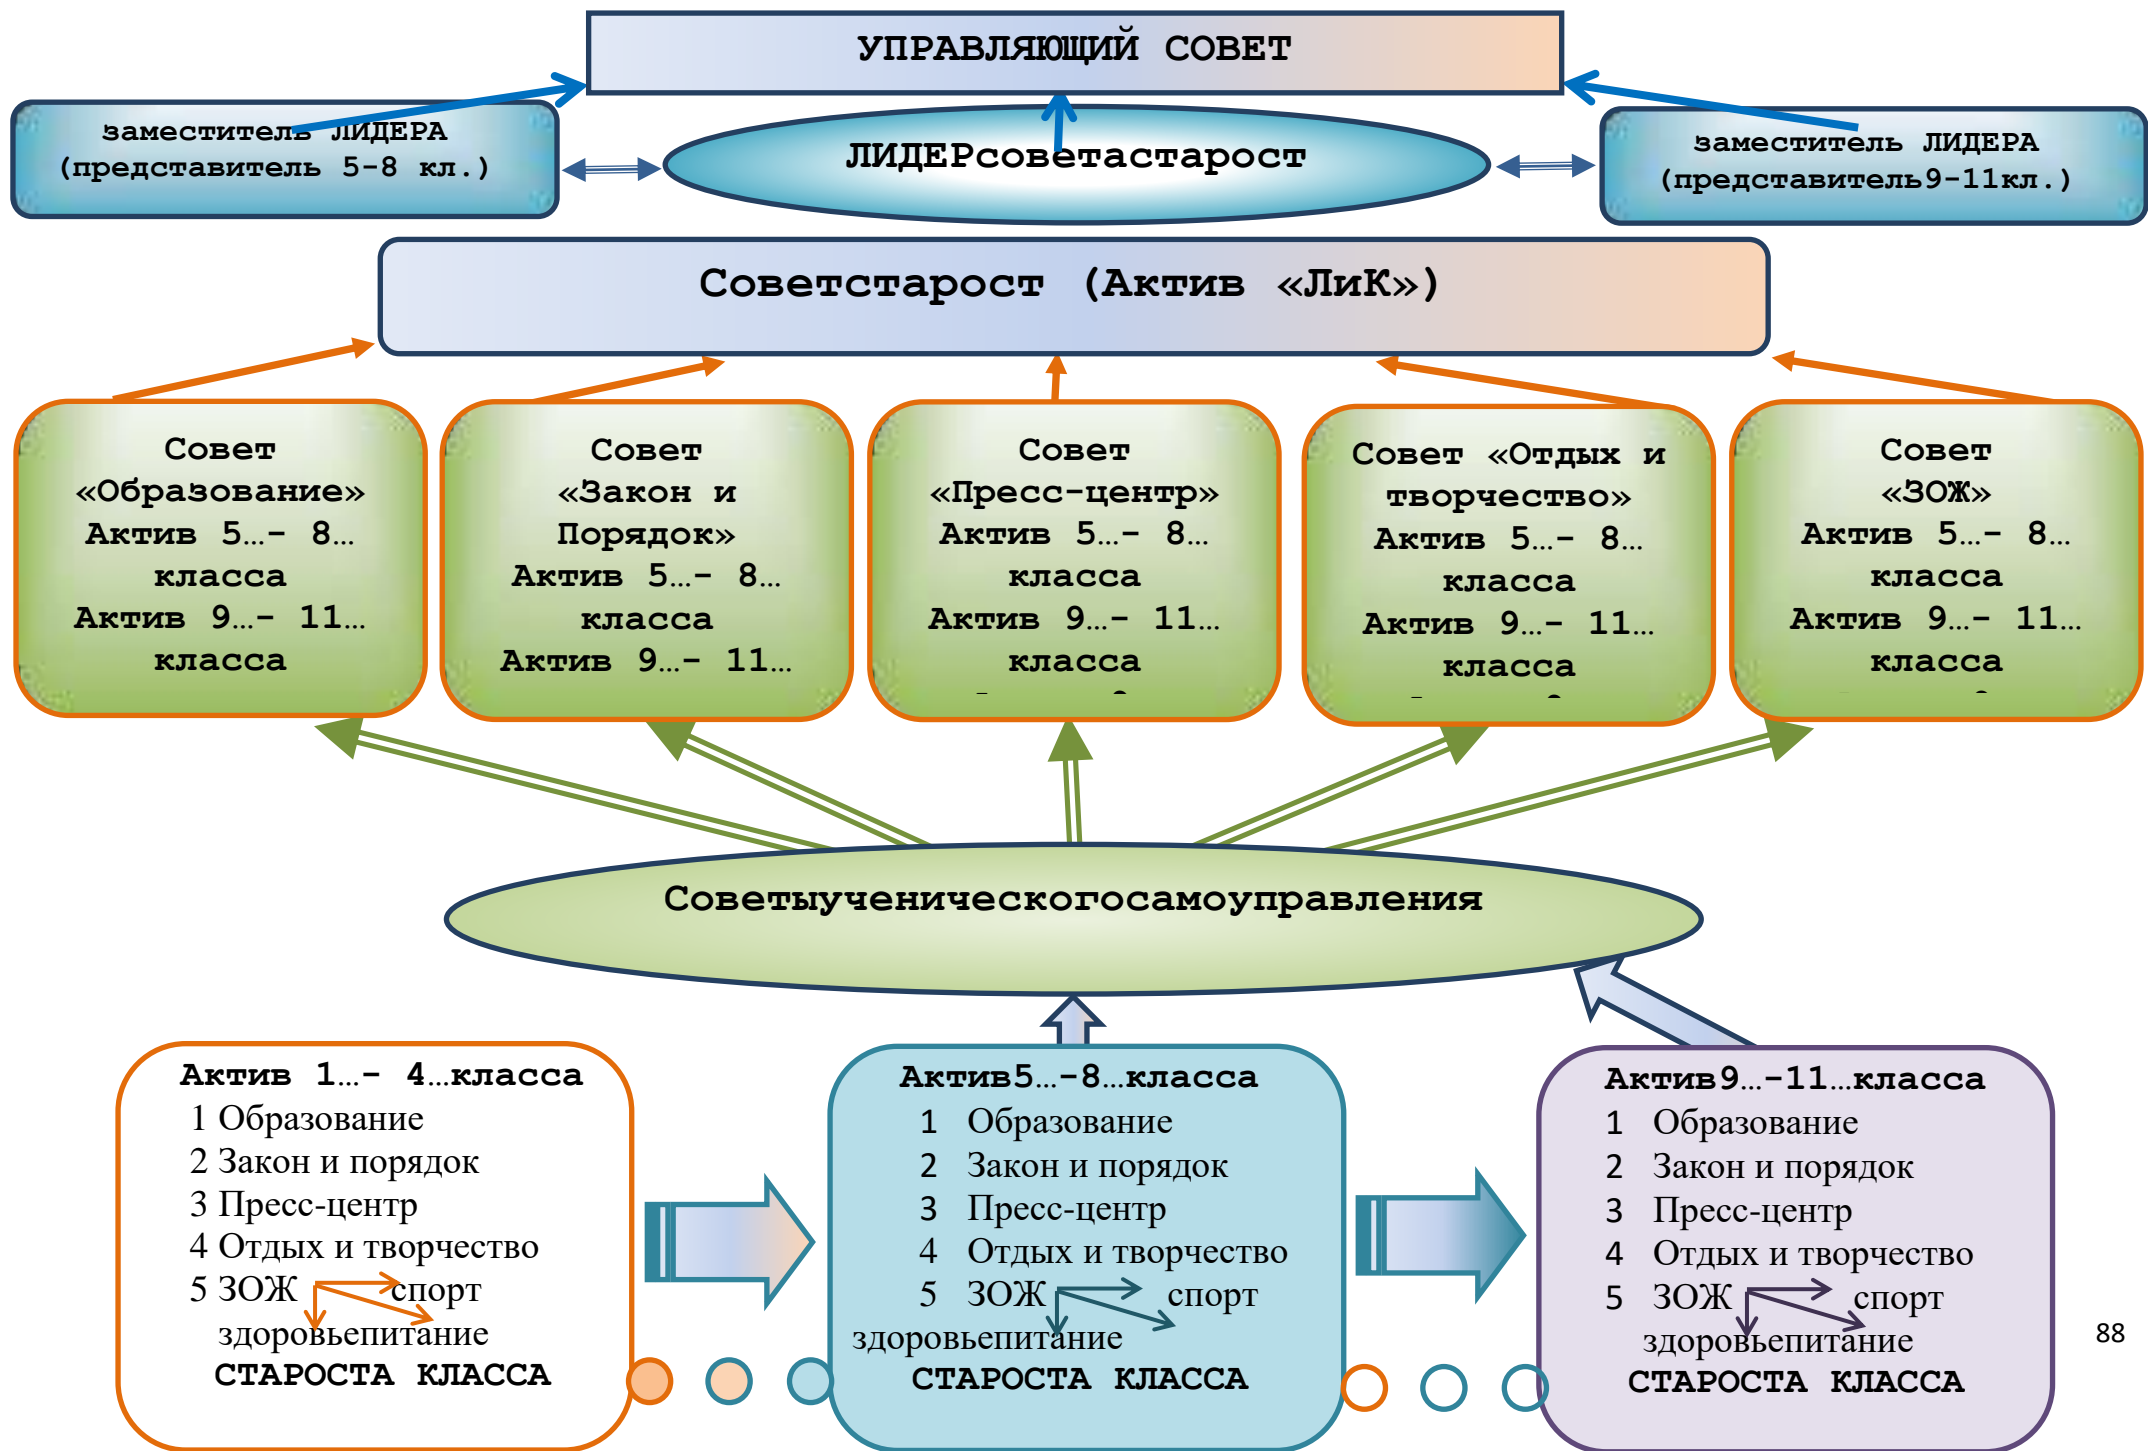 УПРАВЛЯЮЩИЙ СОВЕТ
заместитель ЛИДЕРА
(представитель 5-8 кл.)
ЛИДЕРсоветастарост
заместитель ЛИДЕРА
(представитель9-11кл.)
Советстарост (Актив «ЛиК»)
Совет
«Образование»
Актив 5…- 8…
класса
Актив 9…- 11…
класса
Совет
«Закон и
Порядок»
Актив 5…- 8…
класса
Актив 9…- 11…
Совет
«Пресс-центр»
Актив 5…- 8…
класса
Актив 9…- 11…
класса
Совет «Отдых и
творчество»
Актив 5…- 8…
класса
Актив 9…- 11…
класса
Совет
«ЗОЖ»
Актив 5…- 8…
класса
Актив 9…- 11…
класса
Советыученическогосамоуправления
Актив 1…- 4…класса
1 Образование
2 Закон и порядок
3 Пресс-центр
4 Отдых и творчество
5 ЗОЖ спорт
здоровьепитание
СТАРОСТА КЛАССА
Актив5…-8…класса
1 Образование
2 Закон и порядок
3 Пресс-центр
4 Отдых и творчество
5 ЗОЖ спорт
здоровьепитание
СТАРОСТА КЛАССА
Актив9…-11…класса
1 Образование
2 Закон и порядок
3 Пресс-центр
4 Отдых и творчество
5 ЗОЖ спорт
здоровьепитание
СТАРОСТА КЛАССА
88